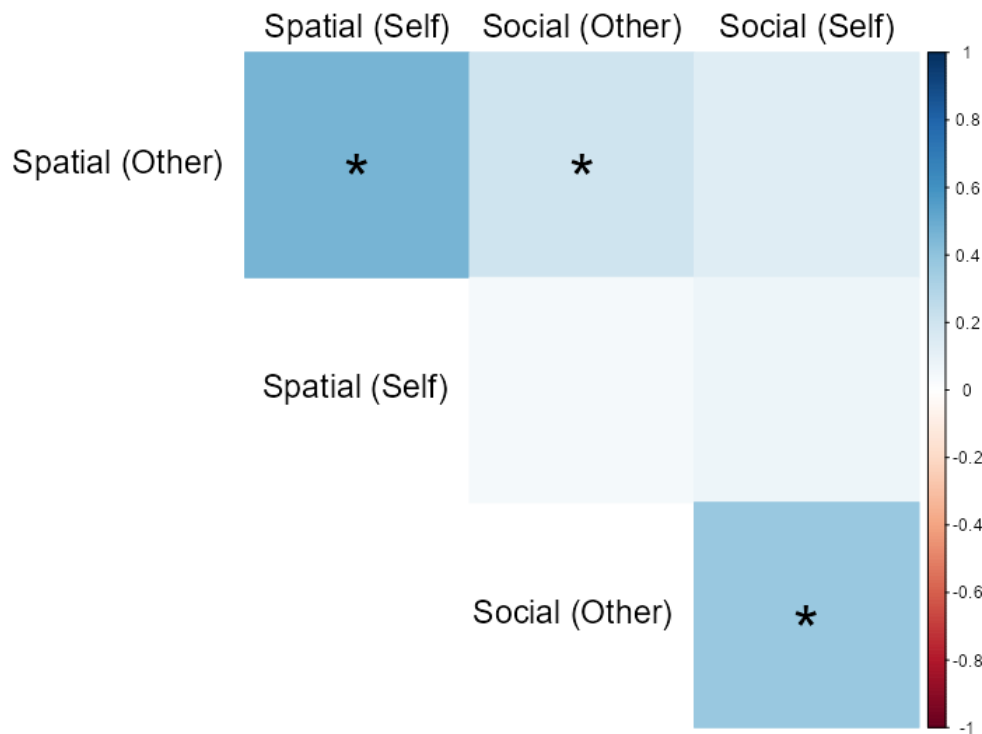 Spatial (Self) Social (Other) Social (Self)
Spatial (Other) * *
Spatial (Self)
Social (Other) *
1
0.8
0.6
0.4
0.2
0
-0.2
-0.4
-0.6
-0.8
-1